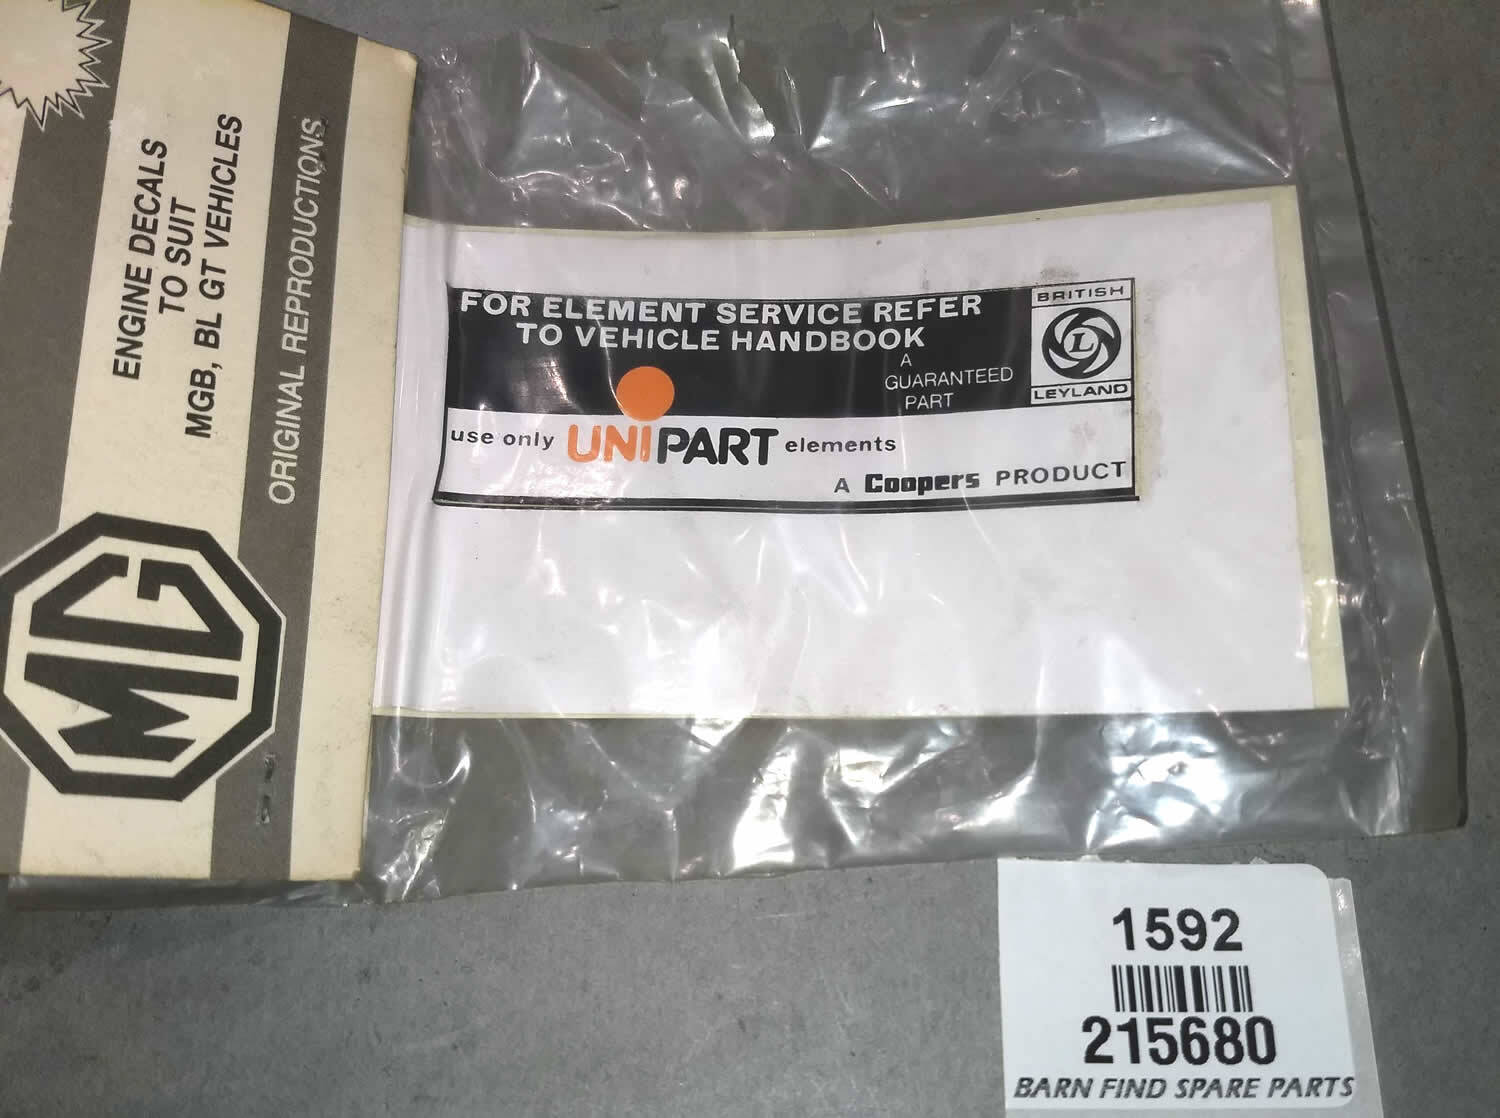 ENGINE DECALS
TO SUIT
MGB, BL GT VEHICLES
ORIGINAL REPRODUCTIONS
MG
FOR ELEMENT SERVICE REFER
TO VEHICLE HANDBOOK
A
GUARANTEED
PART
BRITISH
L
LEYLAND
use only UNIPART elements
A Coopers PRODUCT
1592
215680
BARN FIND SPARE PARTS